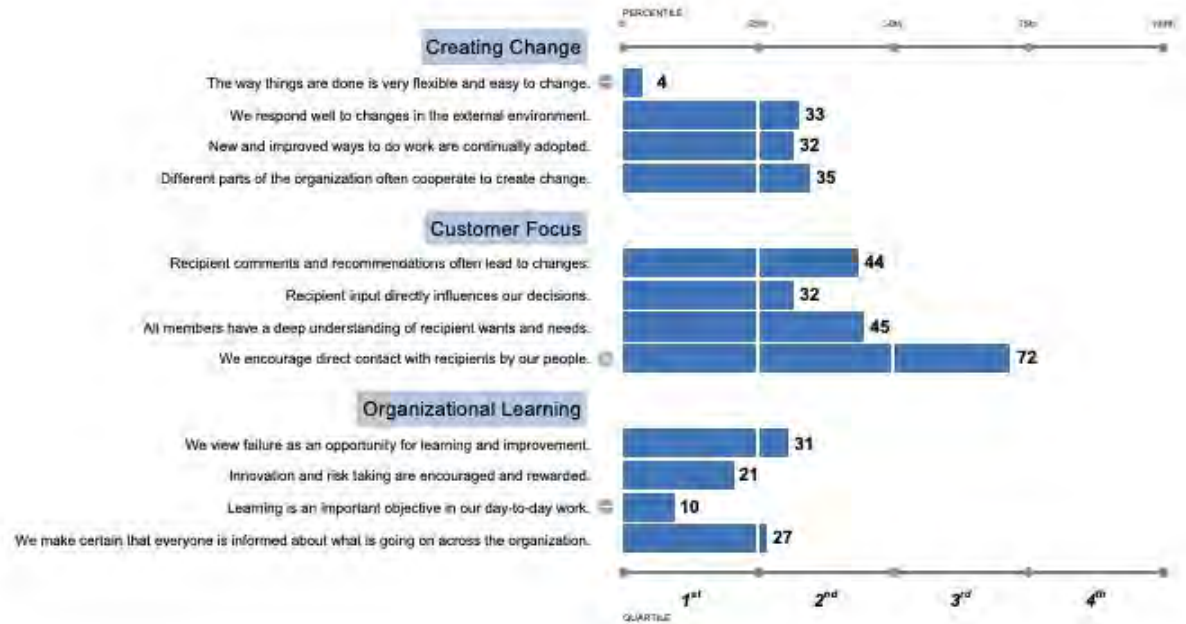 PERCENTILE
25th 50th 75th 100th
Creating Change
The way things are done is very flexible and easy to change. 4
We respond well to changes in the external environment. 33
New and improved ways to do work are continually adopted. 32
Different parts of the organization often cooperate to create change. 35
Customer Focus
Recipient comments and recommendations often lead to changes. 44
Recipient input directly influences our decisions. 32
All members have a deep understanding of recipient wants and needs. 45
We encourage direct contact with recipients by our people. 72
Organizational Learning
We view failure as an opportunity for learning and improvement. 31
Innovation and risk taking are encouraged and rewarded. 21
Learning is an important objective in our day-to-day work. 10
We make certain that everyone is informed about what is going on across the organization. 27
1st 2nd 3rd 4th
QUARTILE